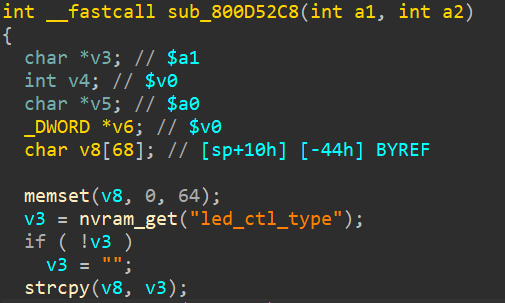 int __fastcall sub_800D52C8(int a1, int a2)
{
char *v3; // $a1
int v4; // $v0
char *v5; // $a0
_DWORD *v6; // $v0
char v8[68]; // [sp+10h] [-44h] BYREF
memset(v8, 0, 64);
v3 = nvram_get("led_ctl_type");
if ( !v3 )
v3 = "";
strcpy(v8, v3);